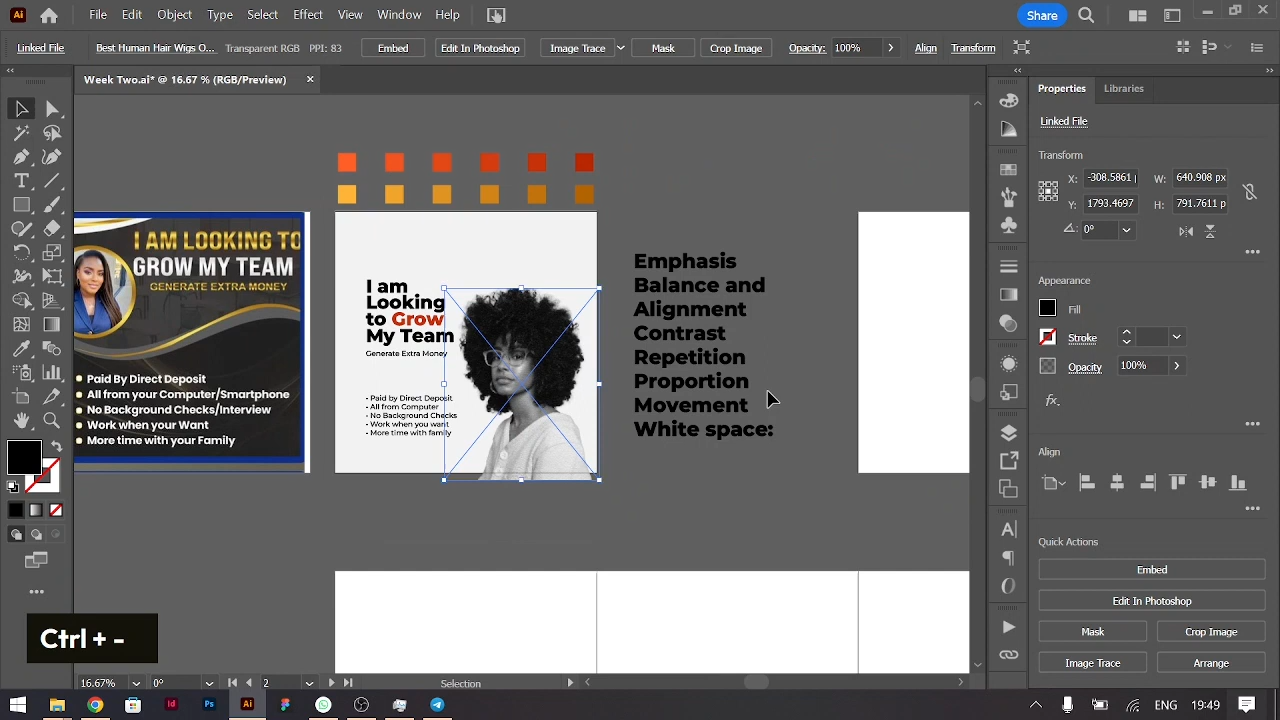 Ai
File
Edit
Object
Type
Select
Effect
View
Window
Help
Share
Linked File
Best Human Hair Wigs O...
Transparent RGB
PPI: 83
Embed
Edit In Photoshop
Image Trace
Mask
Crop Image
Opacity:
100%
Align
Transform
Week Two.ai* @ 16.67 % (RGB/Preview)
Properties
Libraries
Linked File
Transform
X:
-308.5861 
W:
640.908 px
Y:
1793.4697
H:
791.7611 p
0°
Appearance
Fill
Stroke
Opacity
100%
fx.
Align
Quick Actions
Embed
Edit In Photoshop
Mask
Crop Image
Image Trace
Arrange
I AM LOOKING TO
GROW MY TEAM
GENERATE EXTRA MONEY
Paid By Direct Deposit
All from your Computer/Smartphone
No Background Checks/Interview
Work when your Want
More time with your Family
I am
Looking
to Grow
My Team
Generate Extra Money
• Paid by Direct Deposit
• All from Computer
• No Background Checks
• Work when you want
• More time with family
Emphasis
Balance and
Alignment
Contrast
Repetition
Proportion
Movement
White space:
Ctrl + -
16.67%
0°
2
Selection
Id
Ps
Ai
ENG
19:49